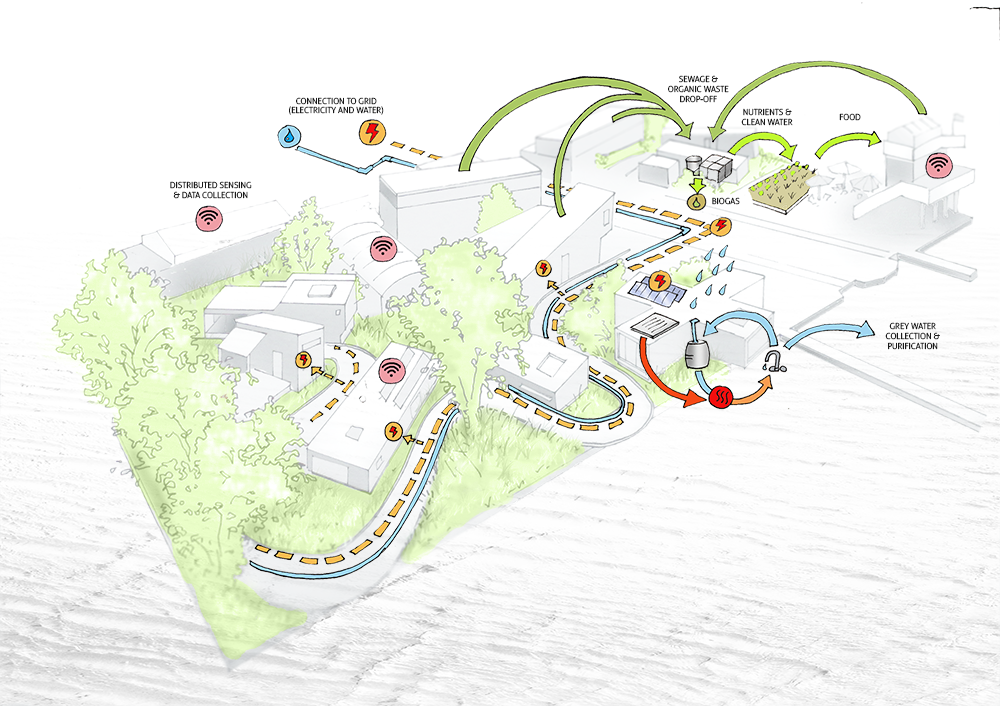 SEWAGE &
ORGANIC WASTE
DROP-OFF
CONNECTION TO GRID
(ELECTRICITY AND WATER)
NUTRIENTS &
CLEAN WATER
FOOD
DISTRIBUTED SENSING
& DATA COLLECTION
BIOGAS
GREY WATER
COLLECTION &
PURIFICATION